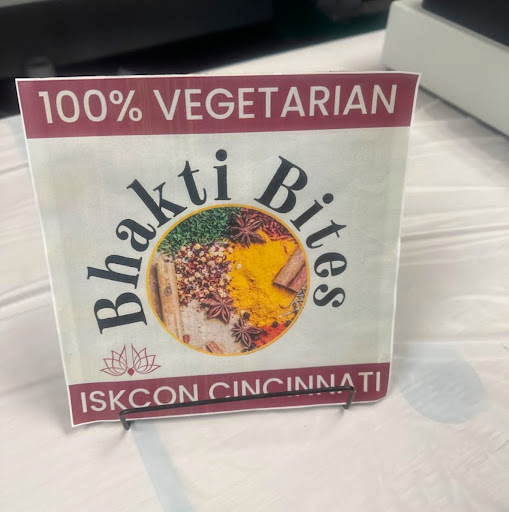 100% VEGETARIAN
Bhakti Bites
ISKCON CINCINNATI